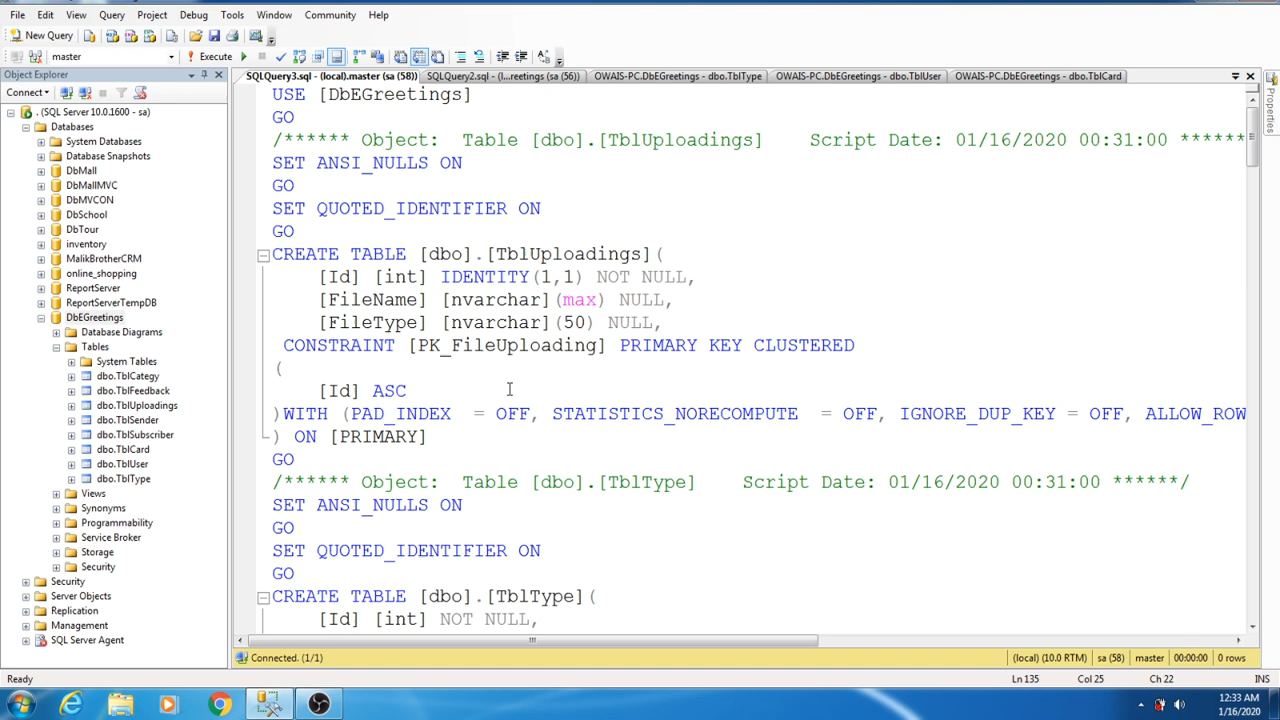 File Edit View Query Project Debug Tools Window Community Help
New Query
master Execute
Object Explorer
Connect
. (SQL Server 10.0.1600 - sa)
Databases
System Databases
Database Snapshots
DbMall
DbMallMVC
DbMVCON
DbSchool
DbTour
inventory
MalikBrotherCRM
online_shopping
ReportServer
ReportServerTempDB
DbEGreetings
Database Diagrams
Tables
System Tables
dbo.TblCategy
dbo.TblFeedback
dbo.TblUploadings
dbo.TblSender
dbo.TblSubscriber
dbo.TblCard
dbo.TblUser
dbo.TblType
Views
Synonyms
Programmability
Service Broker
Storage
Security
Security
Server Objects
Replication
Management
SQL Server Agent
SQLQuery3.sql - (local).master (sa (58)) SQLQuery2.sql - (l...reetings (sa (56)) OWAIS-PC.DbEGreetings - dbo.TblType OWAIS-PC.DbEGreetings - dbo.TblUser OWAIS-PC.DbEGreetings - dbo.TblCard
USE [DbEGreetings]
GO
/****** Object:  Table [dbo].[TblUploadings]    Script Date: 01/16/2020 00:31:00 ******
SET ANSI_NULLS ON
GO
SET QUOTED_IDENTIFIER ON
GO
CREATE TABLE [dbo].[TblUploadings](
[Id] [int] IDENTITY(1,1) NOT NULL,
[FileName] [nvarchar](max) NULL,
[FileType] [nvarchar](50) NULL,
CONSTRAINT [PK_FileUploading] PRIMARY KEY CLUSTERED
(
[Id] ASC
)WITH (PAD_INDEX  = OFF, STATISTICS_NORECOMPUTE  = OFF, IGNORE_DUP_KEY = OFF, ALLOW_ROW
) ON [PRIMARY]
GO
/****** Object:  Table [dbo].[TblType]    Script Date: 01/16/2020 00:31:00 ******/
SET ANSI_NULLS ON
GO
SET QUOTED_IDENTIFIER ON
GO
CREATE TABLE [dbo].[TblType](
[Id] [int] NOT NULL,
Properties
Connected. (1/1) (local) (10.0 RTM) sa (58) master 00:00:00 0 rows
Ready Ln 135 Col 25 Ch 22 INS
12:33 AM
1/16/2020